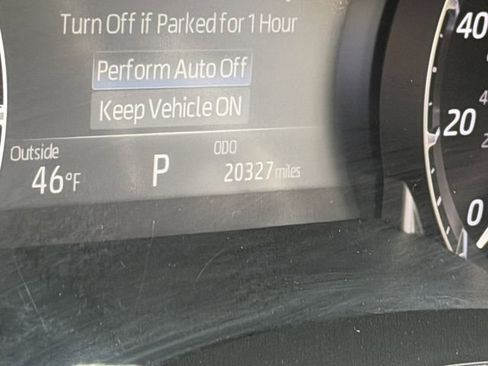 Turn Off if Parked for 1 Hour
Perform Auto Off
Keep Vehicle ON
Outside
46°F
P
ODO
20327 miles
40
20
0